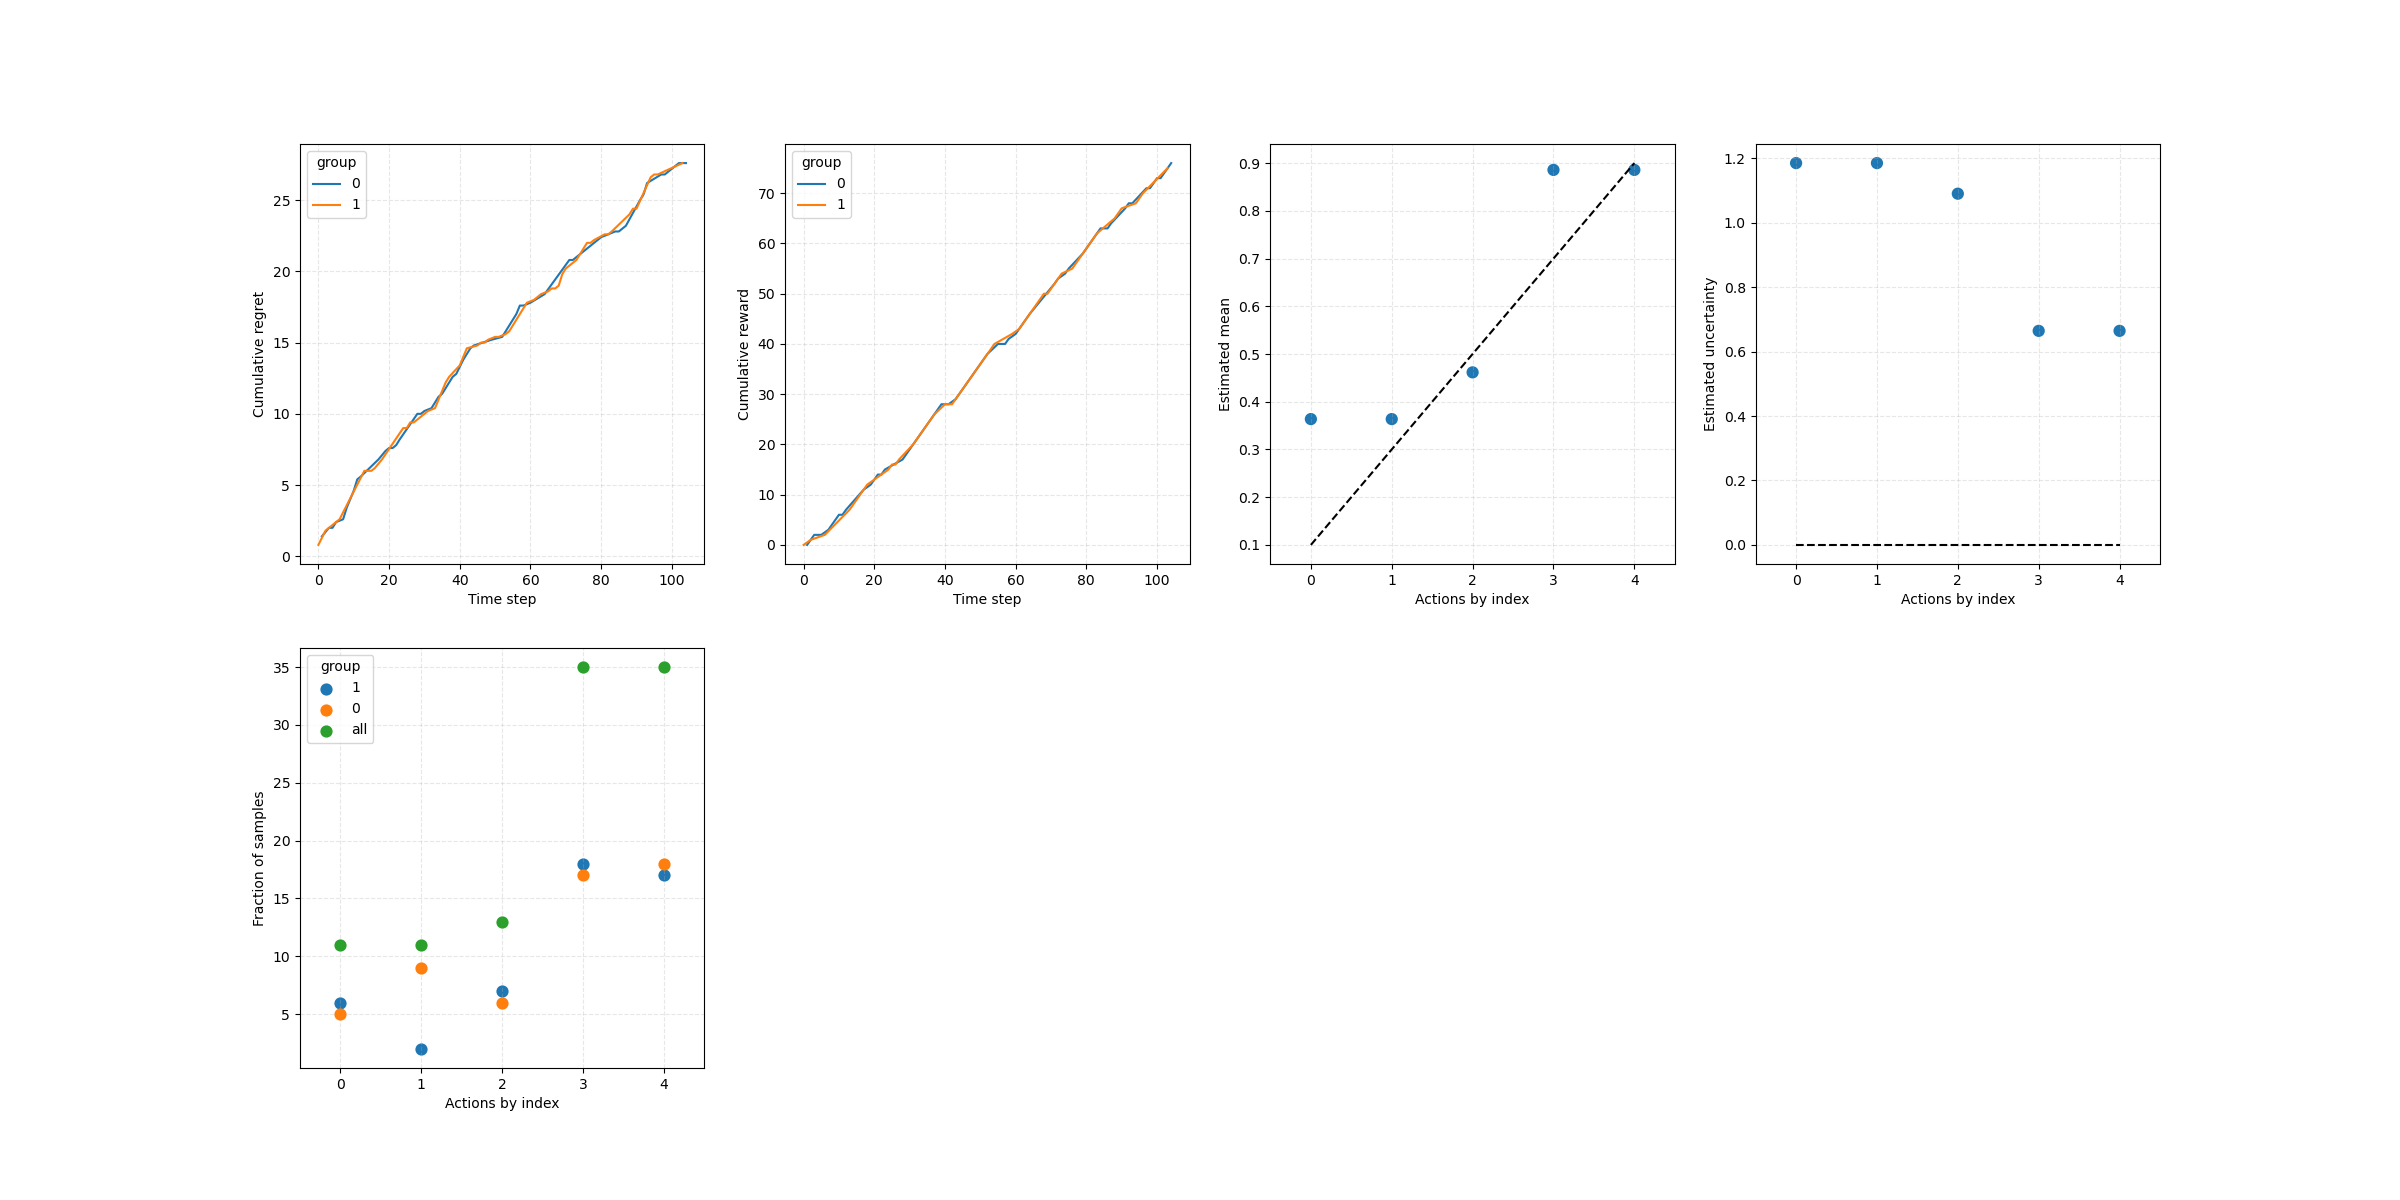 group
0
1
25
20
15
10
5
0
Cumulative regret
0 20 40 60 80 100
Time step
group
0
1
70
60
50
40
30
20
10
0
Cumulative reward
0 20 40 60 80 100
Time step
0.9
0.8
0.7
0.6
0.5
0.4
0.3
0.2
0.1
Estimated mean
0 1 2 3 4
Actions by index
1.2
1.0
0.8
0.6
0.4
0.2
0.0
Estimated uncertainty
0 1 2 3 4
Actions by index
group
1
0
all
35
30
25
20
15
10
5
Fraction of samples
0 1 2 3 4
Actions by index